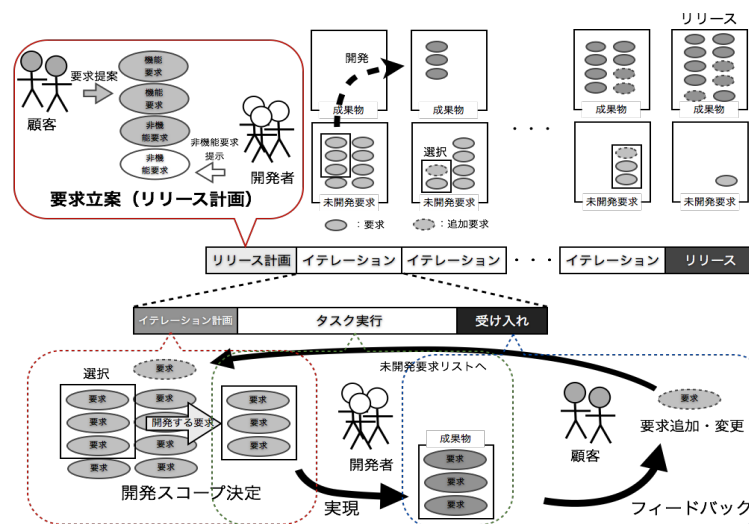 リリース
機能
要求
開発
要求提案
機能
要求
顧客
成果物
成果物
成果物
成果物
非機
能要求
非機能要求
提示
非機
能要求
選択
・・・
開発者
要求立案（リリース計画）
未開発要求
未開発要求
未開発要求
未開発要求
：要求
：追加要求
リリース計画
イテレーション
イテレーション
・・・
イテレーション
リリース
イテレーション計画
タスク実行
受け入れ
選択
要求
未開発要求リストへ
要求
要求
要求
要求
要求追加・変更
要求
開発する要求
要求
要求
要求
要求
要求
要求
要求
開発者
成果物
顧客
要求
要求
要求
要求
開発スコープ決定
実現
要求
フィードバック